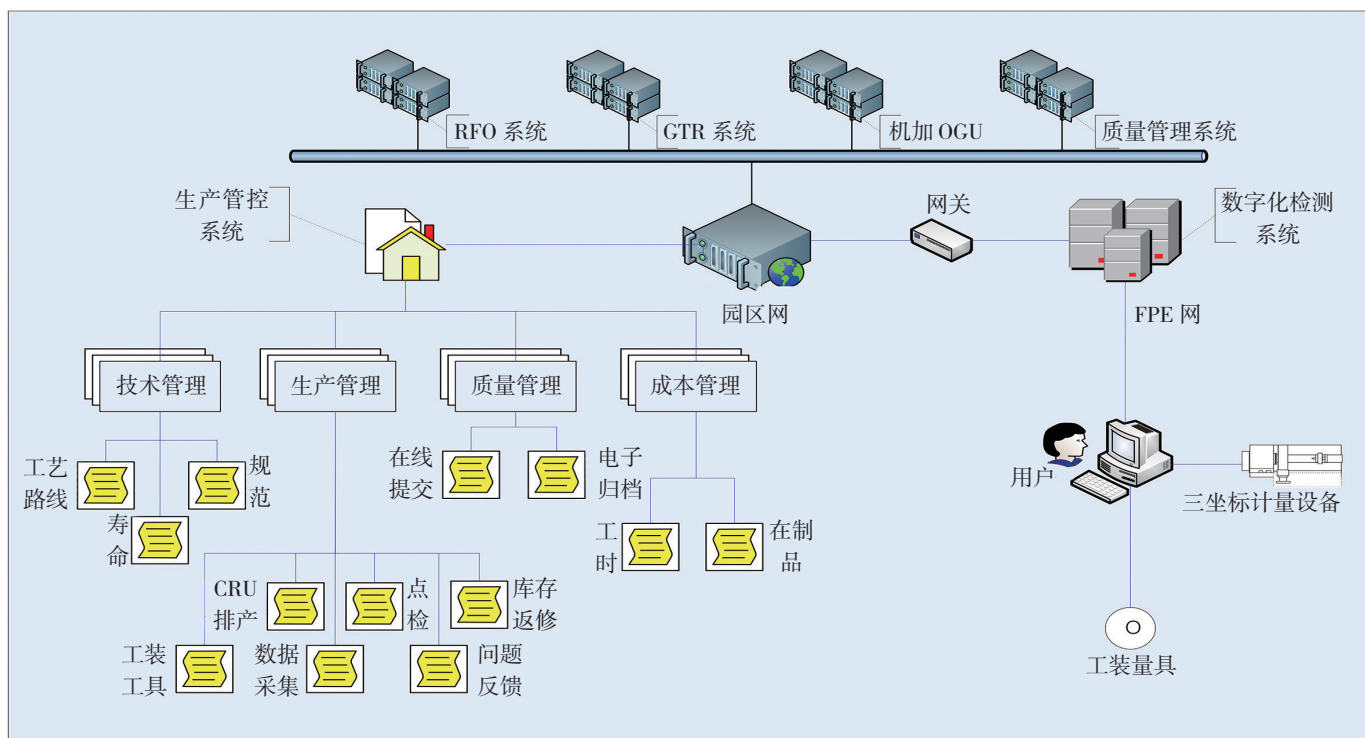 RFO 系统
GTR 系统
机加 OGU
质量管理系统
生产管控
系统
网关
数字化检测
系统
园区网
FPE 网
技术管理
生产管理
质量管理
成本管理
工艺
路线
规
范
寿
命
在线
提交
电子
归档
工
时
在制
品
用户
三坐标计量设备
CRU
排产
点
检
库存
返修
工装
工具
数据
采集
问题
反馈
工装量具